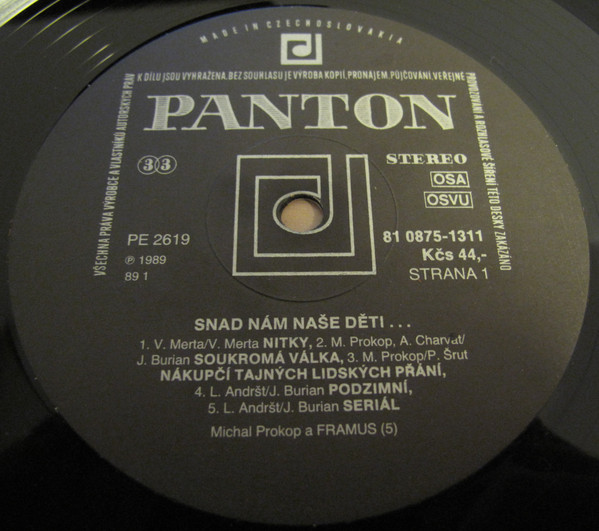 MADE IN CZECHOSLOVAKIA
VŠECHNA PRÁVA VÝROBCE A VLASTNÍKŮ AUTORSKÝCH PRÁV
K DÍLU JSOU VYHRAŽENA. BEZ SOUHLASU JE VÝROBA KOPIÍ, PRONÁJEM, PŮJČOVÁNÍ, VEŘEJNÉ
PROVOZOVÁNÍ A ROZHLASOVÉ ŠÍŘENÍ TÉTO DESKY ZAKÁZÁNO
PANTON
33
STEREO
OSA
OSVU
PE 2619
℗ 1989
89 1
81 0875-1311
Kčs 44,-
STRANA 1
SNAD NÁM NAŠE DĚTI . . .
1. V. Merta/V. Merta NITKY, 2. M. Prokop, A. Charvát/
J. Burian SOUKROMÁ VÁLKA, 3. M. Prokop/P. Šrut
NÁKUPČÍ TAJNÝCH LIDSKÝCH PŘÁNÍ,
4. L. Andršt/J. Burian PODZIMNÍ,
5. L. Andršt/J. Burian SERIÁL
Michal Prokop a FRAMUS (5)